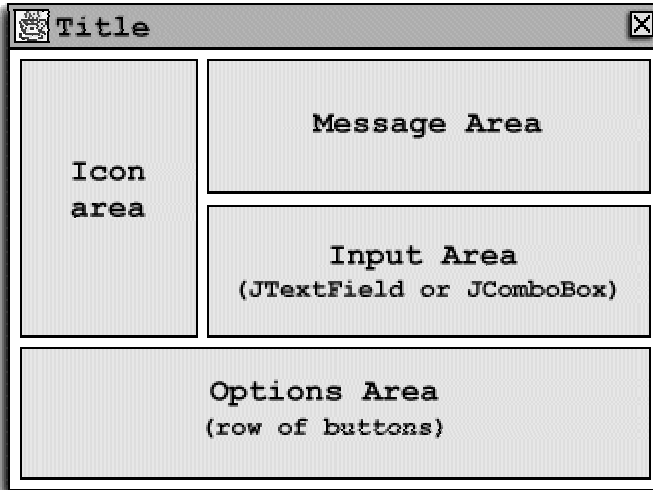 Title
Message Area
Icon
area
Input Area
(JTextField or JComboBox)
Options Area
(row of buttons)